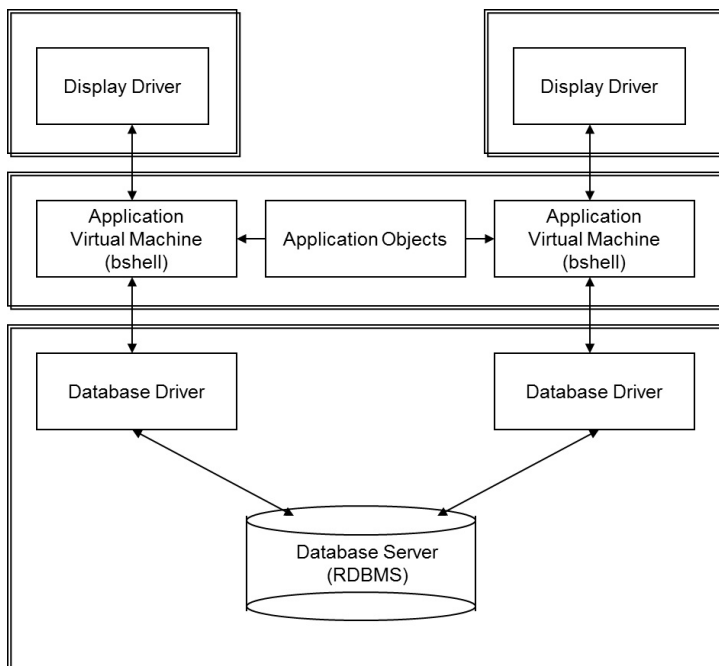 Display Driver
Display Driver
Application
Virtual Machine
(bshell)
Application Objects
Application
Virtual Machine
(bshell)
Database Driver
Database Driver
Database Server
(RDBMS)